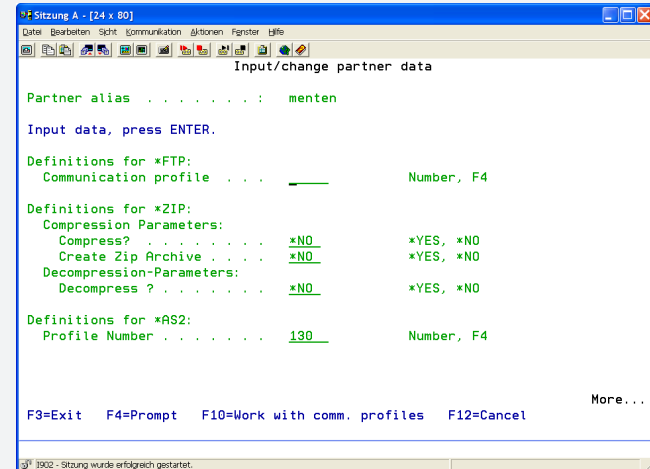 Sitzung A - [24 x 80]
Datei Bearbeiten Sicht Kommunikation Aktionen Fenster Hilfe
Input/change partner data
Partner alias . . . . . . . : menten
Input data, press ENTER.
Definitions for *FTP:
Communication profile . . . Number, F4
Definitions for *ZIP:
Compression Parameters:
Compress? . . . . . . . . *NO *YES, *NO
Create Zip Archive . . . . *NO *YES, *NO
Decompression-Parameters:
Decompress ? . . . . . . . *NO *YES, *NO
Definitions for *AS2:
Profile Number . . . . . . . 130 Number, F4
More...
F3=Exit F4=Prompt F10=Work with comm. profiles F12=Cancel
I902 - Sitzung wurde erfolgreich gestartet.